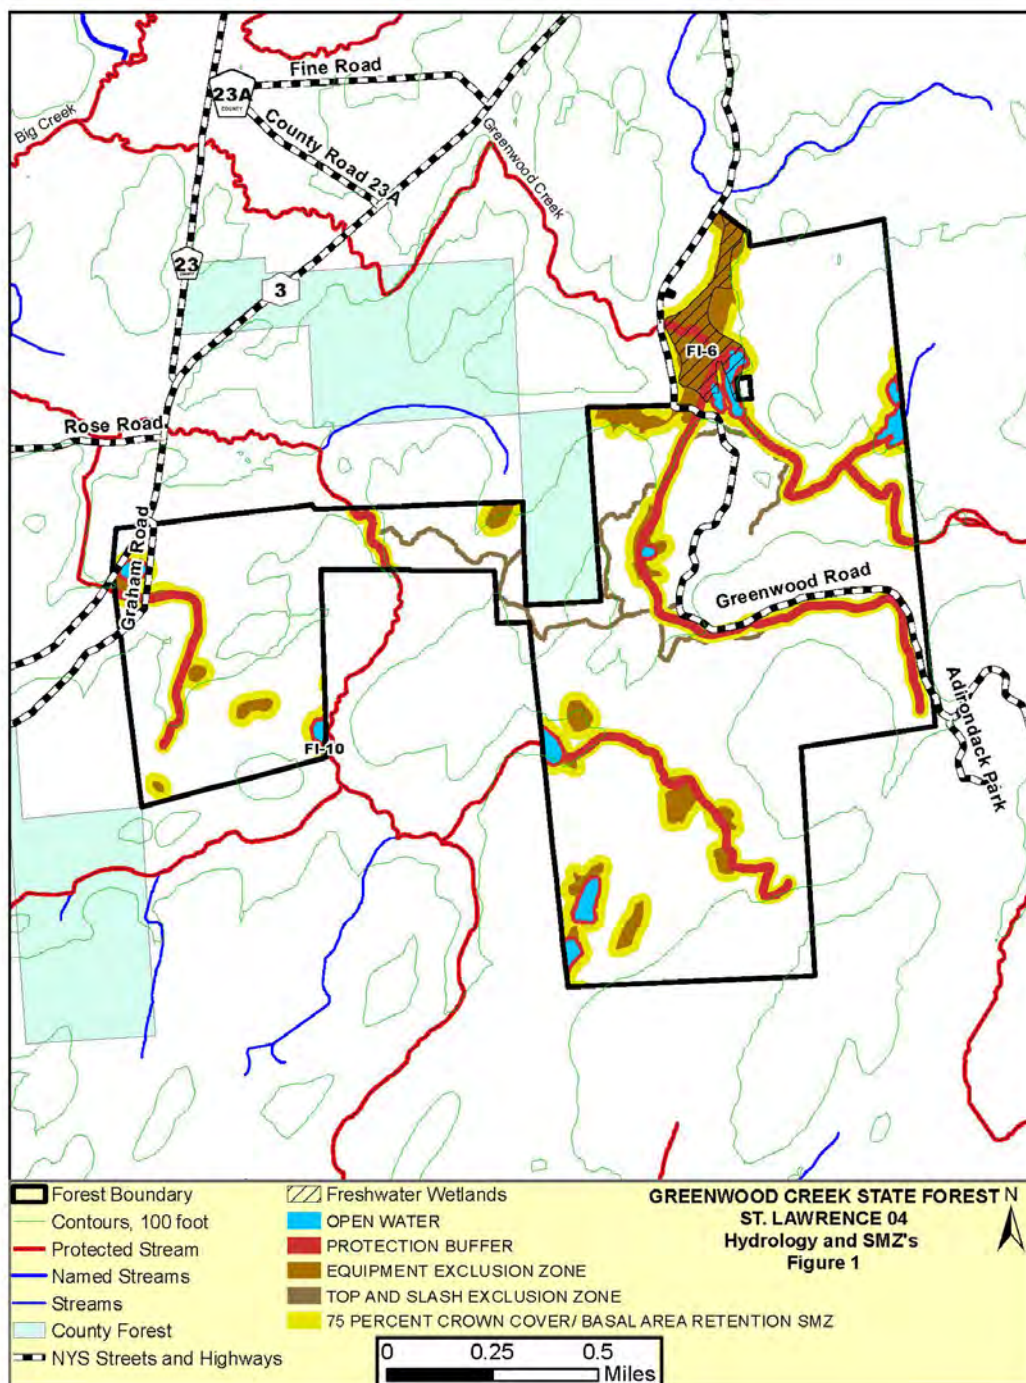 Fine Road
23A
COUNTY
County Road 23A
Big Creek
Greenwood Creek
23
3
FI-6
Rose Road
Graham Road
Greenwood Road
Adirondack Park
FI-10
Forest Boundary
Contours, 100 foot
Protected Stream
Named Streams
Streams
County Forest
NYS Streets and Highways
Freshwater Wetlands
OPEN WATER
PROTECTION BUFFER
EQUIPMENT EXCLUSION ZONE
TOP AND SLASH EXCLUSION ZONE
75 PERCENT CROWN COVER/ BASAL AREA RETENTION SMZ
GREENWOOD CREEK STATE FOREST
ST. LAWRENCE 04
Hydrology and SMZ's
Figure 1
N
0 0.25 0.5
Miles